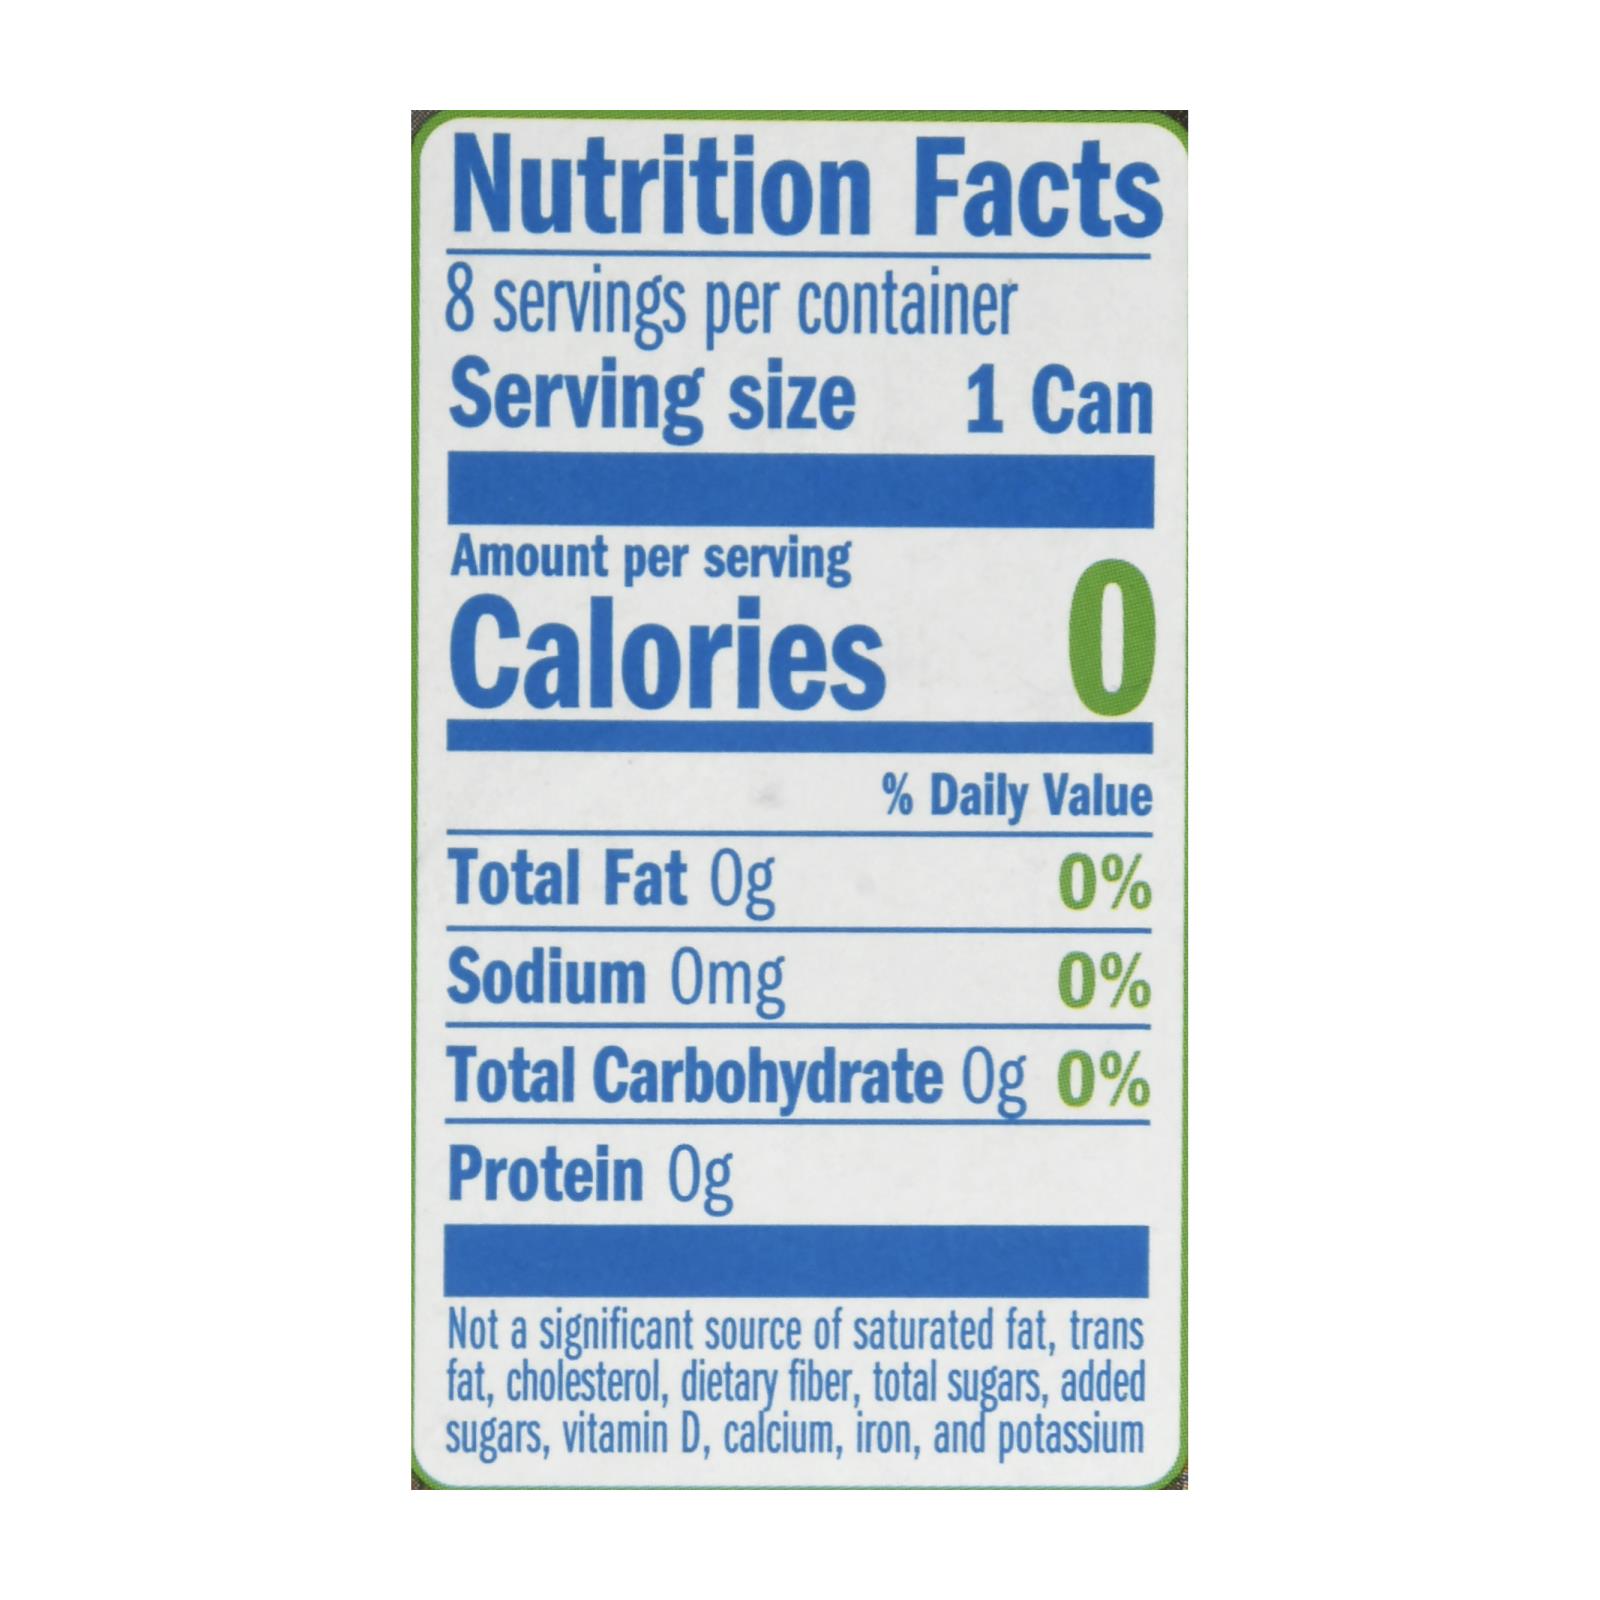 Nutrition Facts
8 servings per container
Serving size 1 Can
Amount per serving
Calories 0
% Daily Value
Total Fat 0g 0%
Sodium 0mg 0%
Total Carbohydrate 0g 0%
Protein 0g
Not a significant source of saturated fat, trans
fat, cholesterol, dietary fiber, total sugars, added
sugars, vitamin D, calcium, iron, and potassium